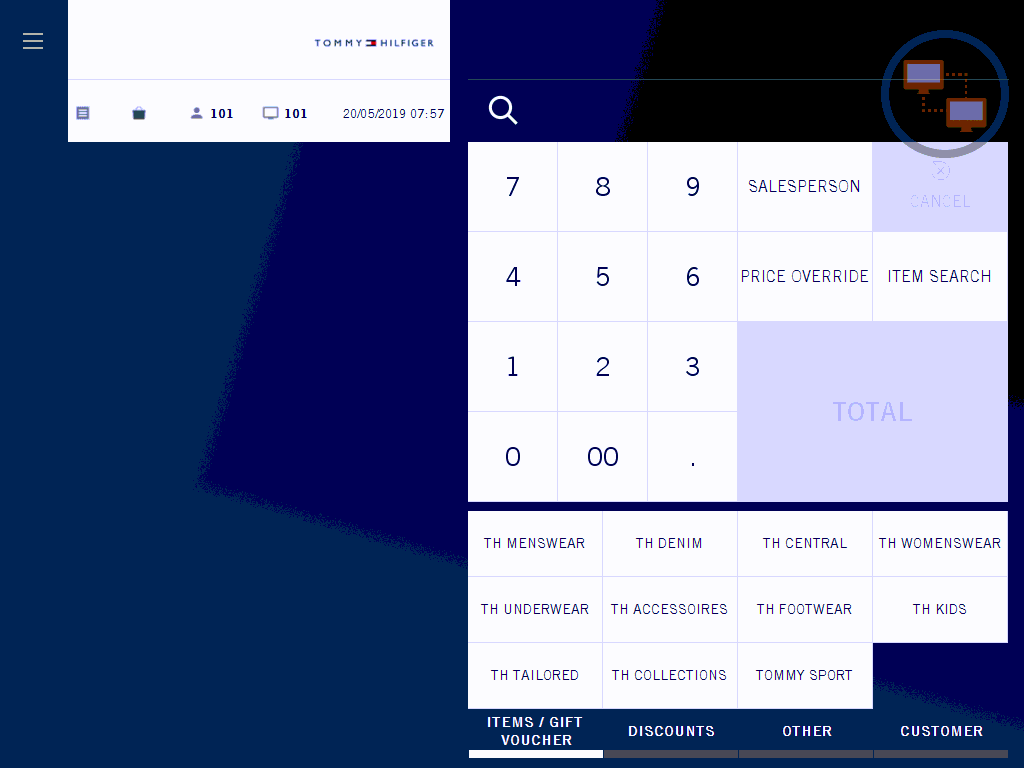 TOMMY HILFIGER
101 101 20/05/2019 07:57
7 8 9 SALESPERSON CANCEL
4 5 6 PRICE OVERRIDE ITEM SEARCH
1 2 3
TOTAL
0 00 .
TH MENSWEAR TH DENIM TH CENTRAL TH WOMENSWEAR
TH UNDERWEAR TH ACCESSOIRES TH FOOTWEAR TH KIDS
TH TAILORED TH COLLECTIONS TOMMY SPORT
ITEMS / GIFT
VOUCHER
DISCOUNTS OTHER CUSTOMER